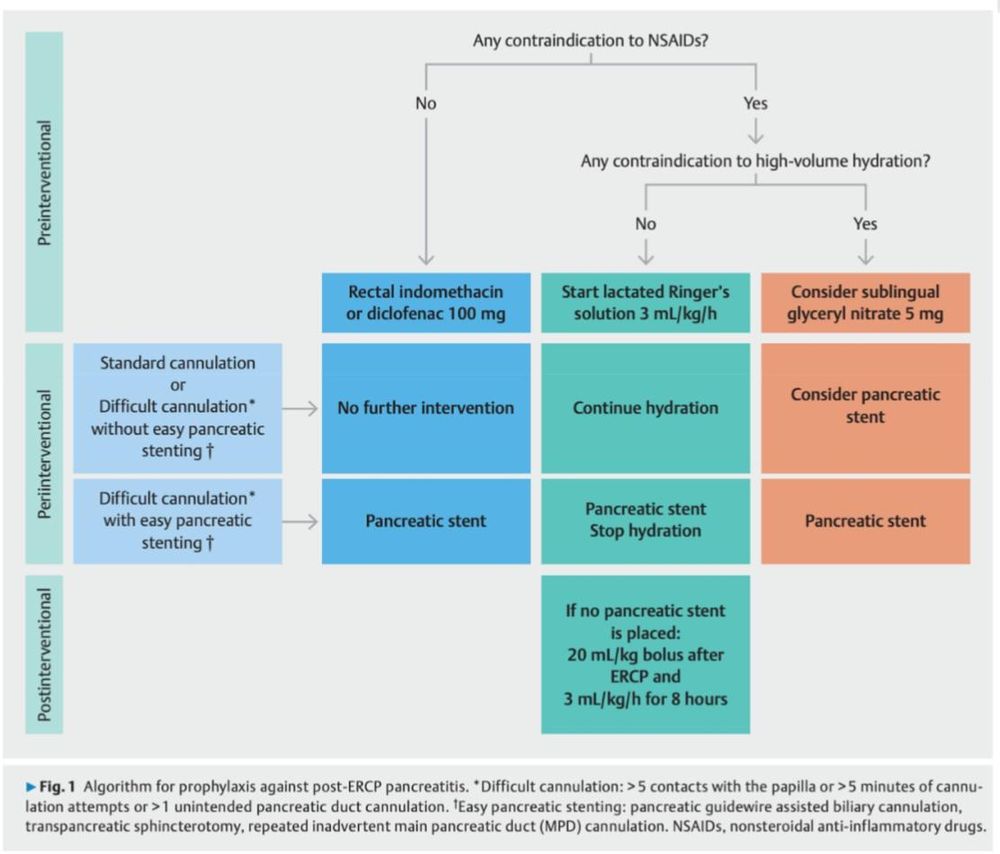 Any contraindication to NSAIDs?
No
Yes
Any contraindication to high-volume hydration?
No
Yes
Preinterventional
Rectal indomethacin
or diclofenac 100 mg
Start lactated Ringer's
solution 3 mL/kg/h
Consider sublingual
glyceryl nitrate 5 mg
Periinterventional
Standard cannulation
or
Difficult cannulation*
without easy pancreatic
stenting †
No further intervention
Continue hydration
Consider pancreatic
stent
Difficult cannulation*
with easy pancreatic
stenting †
Pancreatic stent
Pancreatic stent
Stop hydration
Pancreatic stent
Postinterventional
If no pancreatic stent
is placed:
20 mL/kg bolus after
ERCP and
3 mL/kg/h for 8 hours
►Fig. 1 Algorithm for prophylaxis against post-ERCP pancreatitis. *Difficult cannulation: >5 contacts with the papilla or >5 minutes of cannu-
lation attempts or >1 unintended pancreatic duct cannulation. †Easy pancreatic stenting: pancreatic guidewire assisted biliary cannulation,
transpancreatic sphincterotomy, repeated inadvertent main pancreatic duct (MPD) cannulation. NSAIDs, nonsteroidal anti-inflammatory drugs.